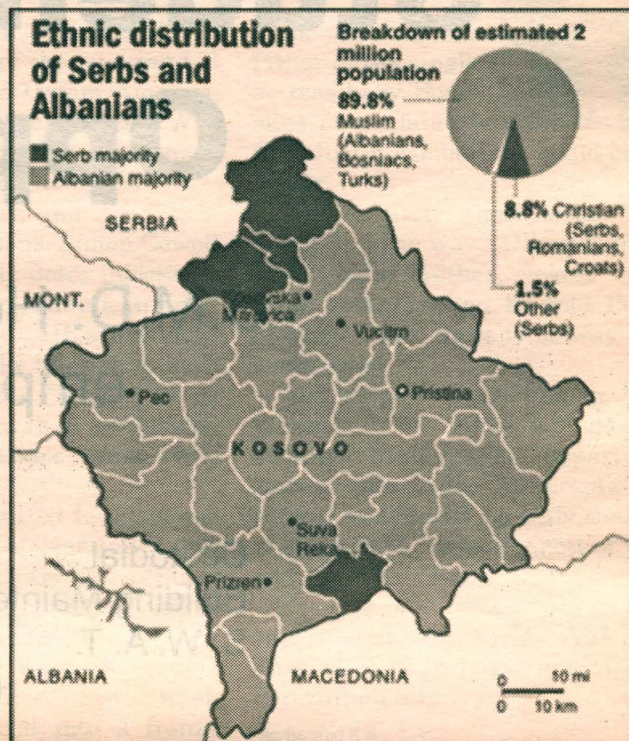 Ethnic distribution
of Serbs and
Albanians
Serb majority
Albanian majority
Breakdown of estimated 2
million
population
89.8%
Muslim
(Albanians,
Bosniacs,
Turks)
8.8% Christian
(Serbs,
Romanians,
Croats)
1.5%
Other
(Serbs)
SERBIA
MONT.
Mitrovica
Vucitrn
Pec
Pristina
KOSOVO
Suva
Reka
Prizren
ALBANIA
MACEDONIA
0 10 mi
0 10 km